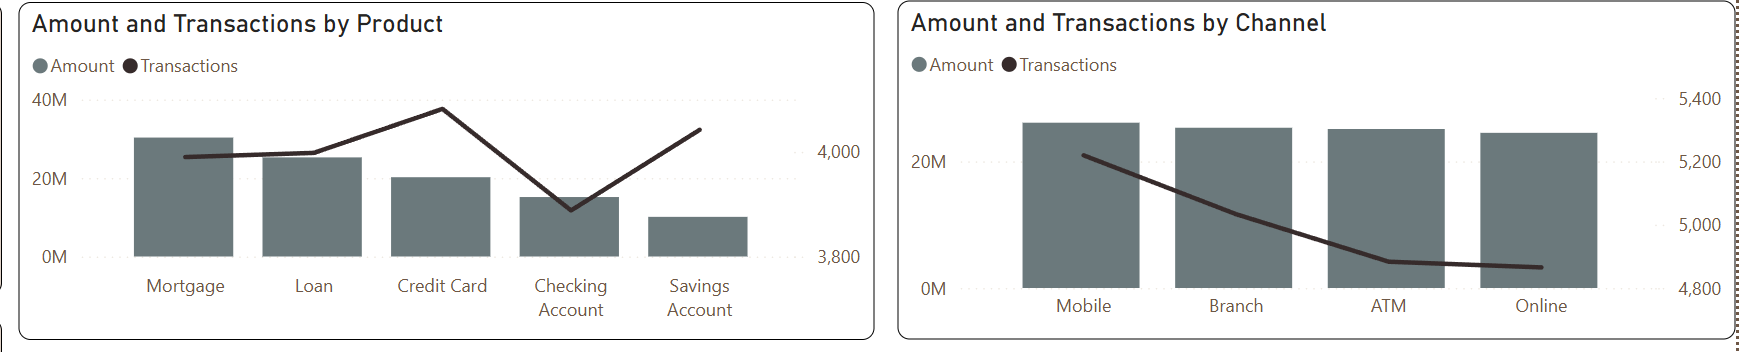 Amount and Transactions by Product
Amount Transactions
40M
20M
0M
4,000
3,800
Mortgage
Loan
Credit Card
Checking
Account
Savings
Account
Amount and Transactions by Channel
Amount Transactions
20M
0M
5,400
5,200
5,000
4,800
Mobile
Branch
ATM
Online